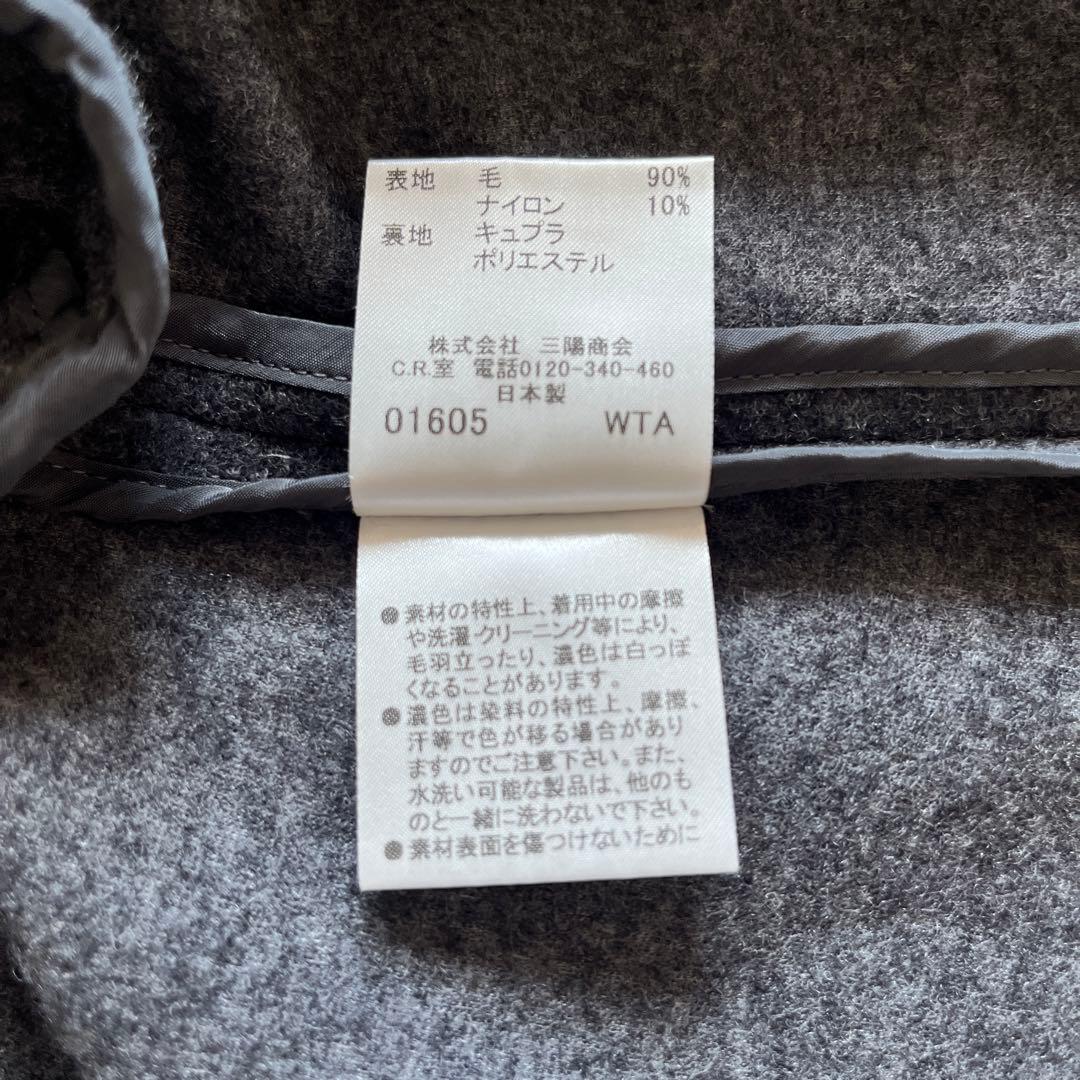 表地 毛 90%
ナイロン 10%
裏地 キュプラ
ポリエステル
株式会社 三陽商会
C.R.室 電話0120-340-460
日本製
01605 WTA
●素材の特性上、着用中の摩擦
や洗濯・クリーニング等により、
毛羽立ったり、濃色は白っぽ
くなることがあります。
●濃色は染料の特性上、摩擦、
汗等で色が移る場合があり
ますのでご注意下さい。また、
水洗い可能な製品は、他のも
のと一緒に洗わないで下さい。
●素材表面を傷つけないために